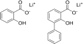 O Li⁺ O Li⁺
O⁻ O⁻
OH OH